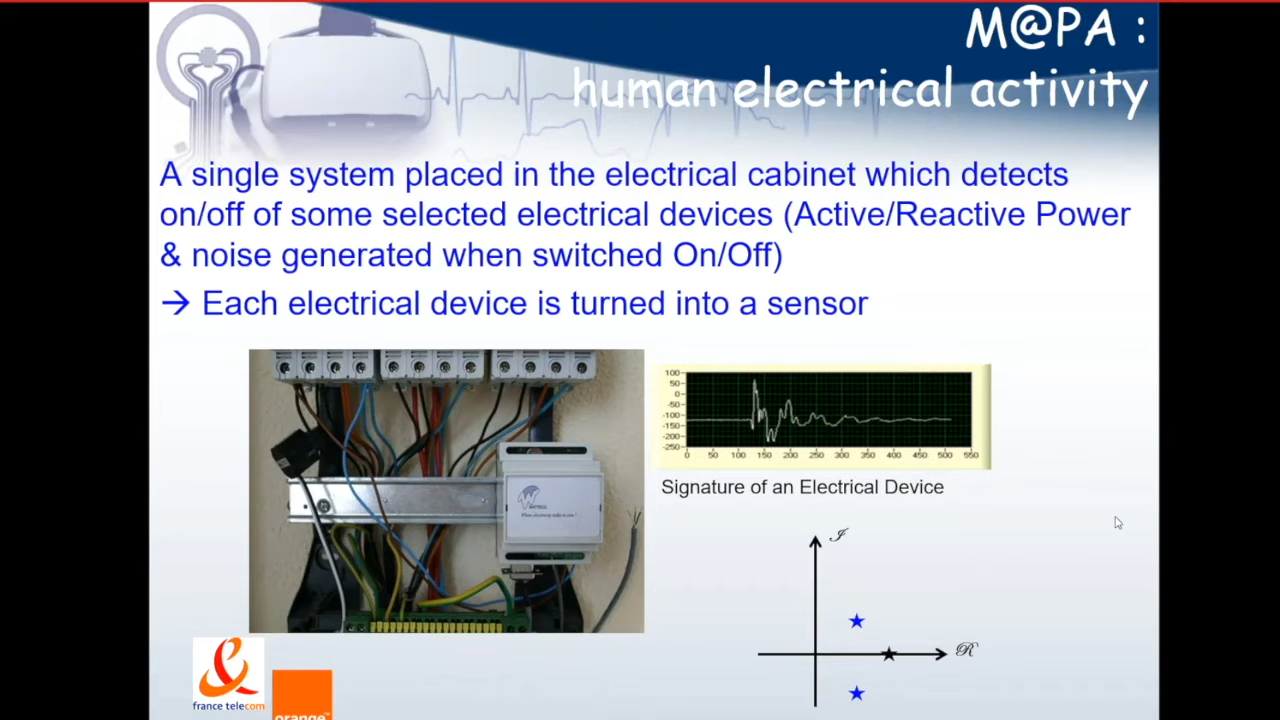 M@PA :
human electrical activity
A single system placed in the electrical cabinet which detects
on/off of some selected electrical devices (Active/Reactive Power
& noise generated when switched On/Off)
→ Each electrical device is turned into a sensor
100
50
0
-50
-100
-150
-200
-250
0 50 100 150 200 250 300 350 400 450 500 550
Signature of an Electrical Device
ℐ
ℛ
france telecom
orange™